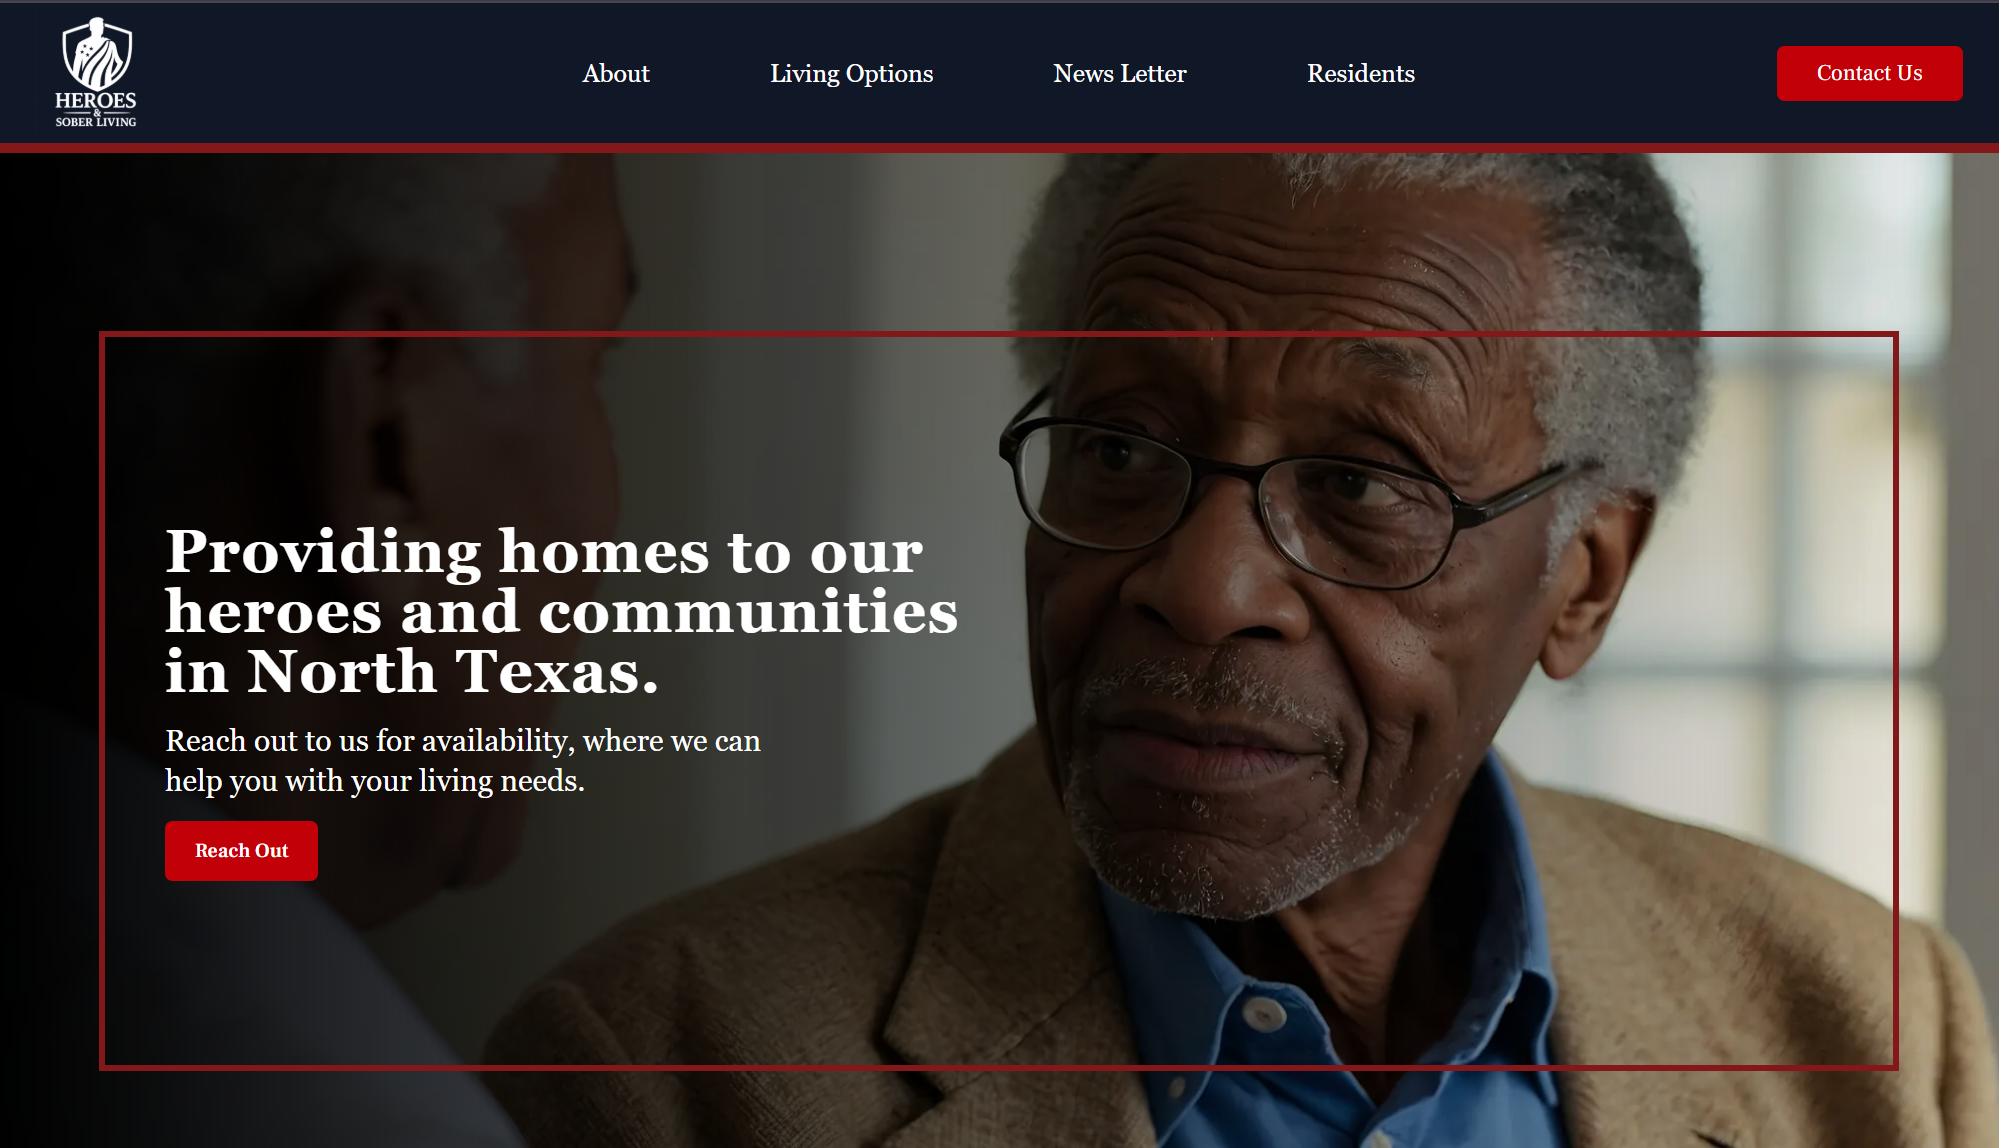 HEROES
&
SOBER LIVING
About
Living Options
News Letter
Residents
Contact Us
Providing homes to our
heroes and communities
in North Texas.
Reach out to us for availability, where we can
help you with your living needs.
Reach Out